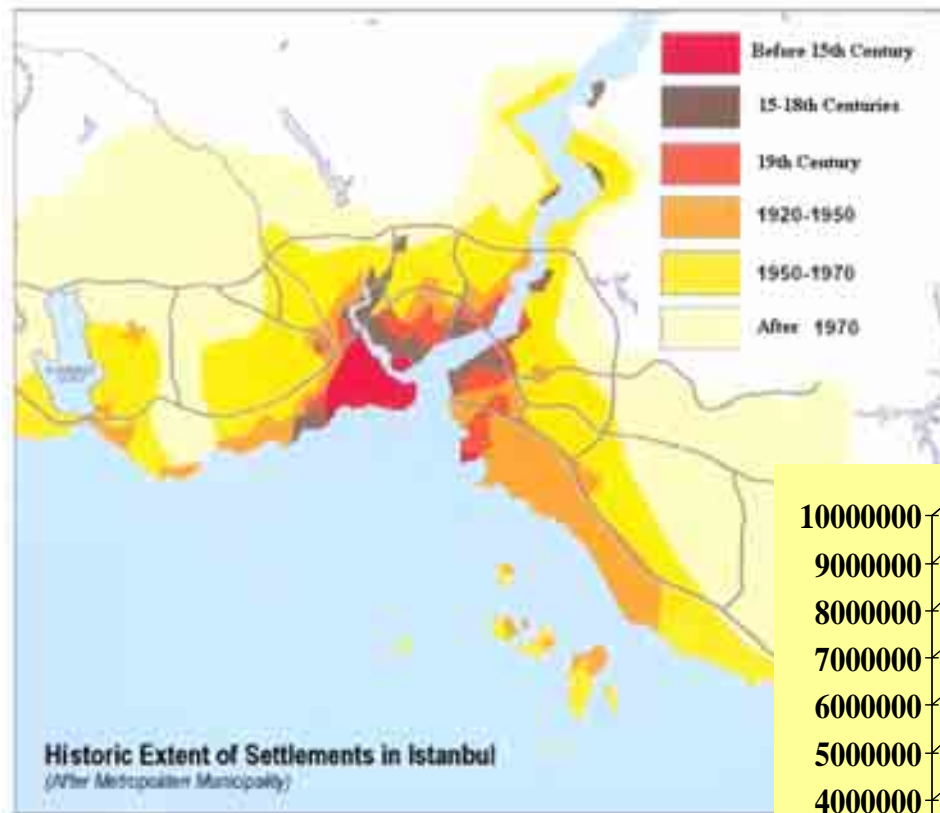 Before 15th Century
15-18th Centuries
19th Century
1920-1950
1950-1970
After 1970
Historic Extent of Settlements in Istanbul
(After Metropoliten Municipality)
10000000
9000000
8000000
7000000
6000000
5000000
4000000